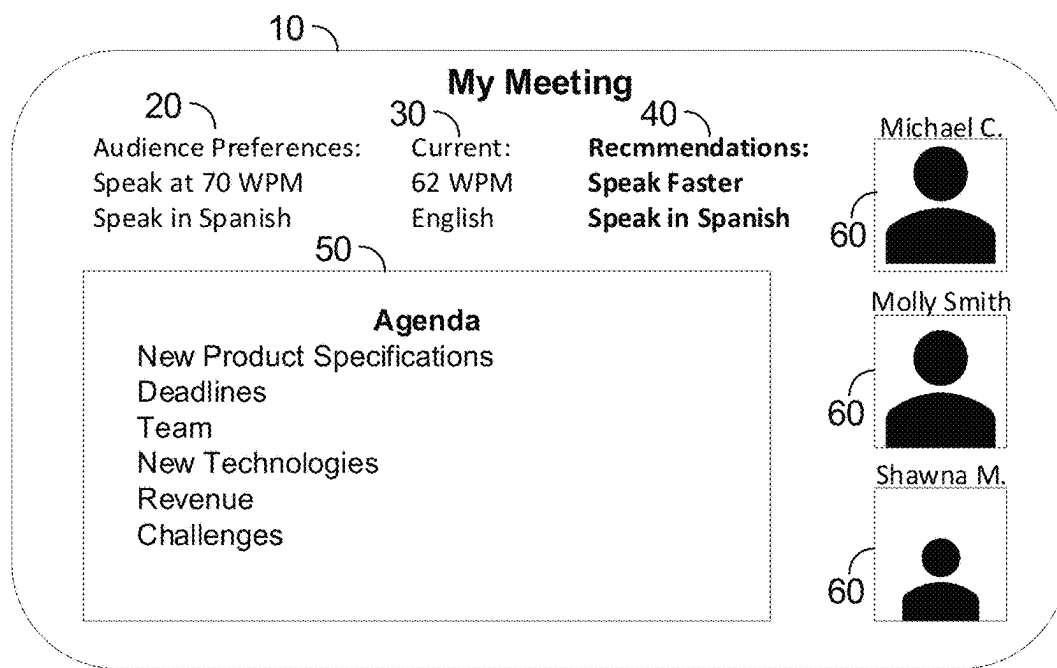 10
My Meeting
20 30 40
Audience Preferences: Current: Recmmendations:
Speak at 70 WPM 62 WPM Speak Faster
Speak in Spanish English Speak in Spanish
50
Agenda
New Product Specifications
Deadlines
Team
New Technologies
Revenue
Challenges
Michael C.
60
Molly Smith
60
Shawna M.
60